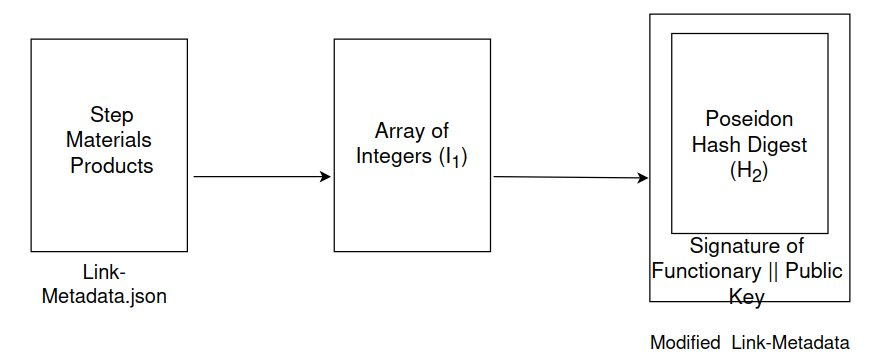 Step
Materials
Products
Link-
Metadata.json
Array of
Integers (I₁)
Poseidon
Hash Digest
(H₂)
Signature of
Functionary || Public
Key
Modified Link-Metadata